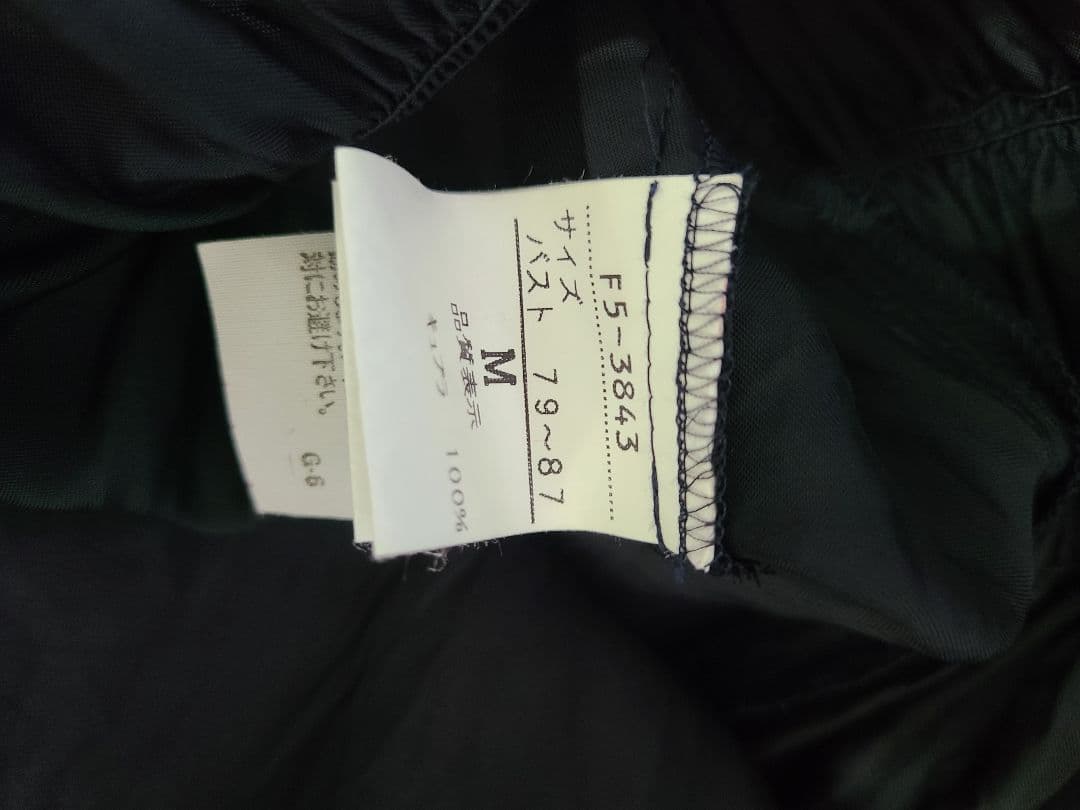 F5-3843
サイズ
バスト 79~87
M
品質表示
キュプラ 100%
対にお避け下さい。
G-6